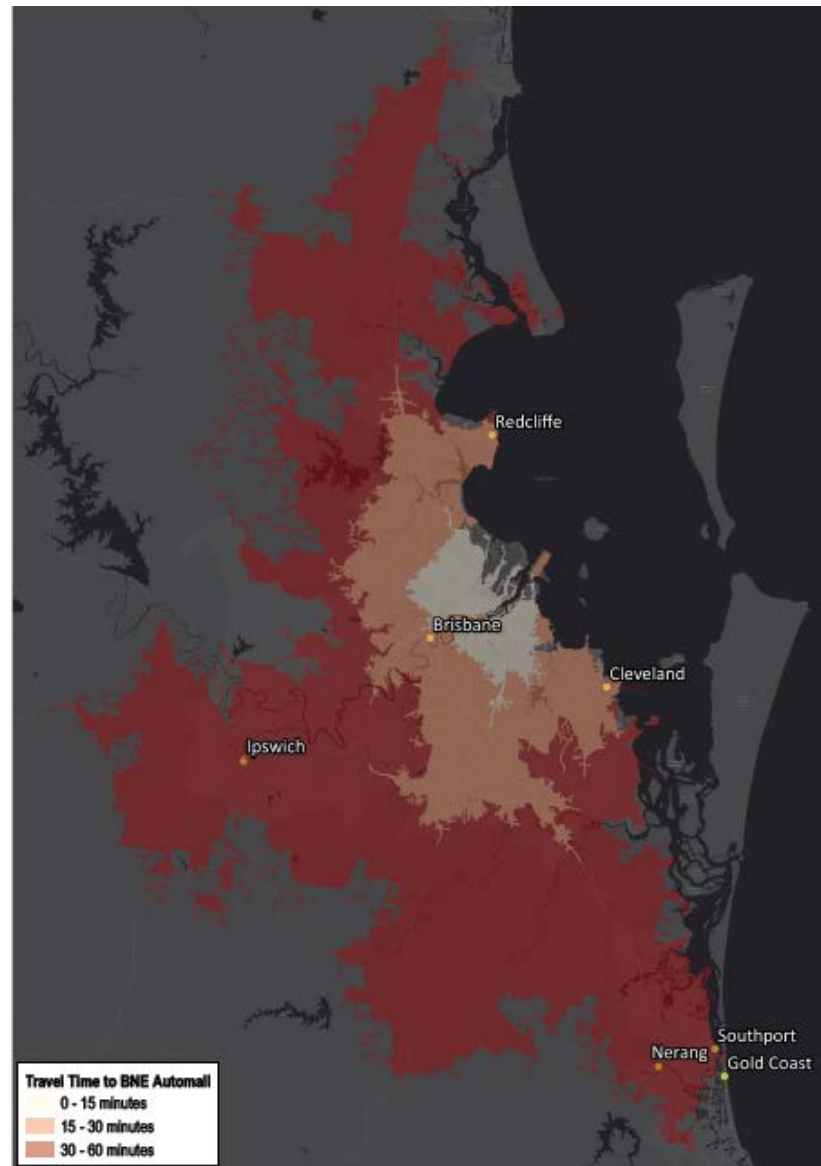 Redcliffe
Brisbane
Cleveland
Ipswich
Southport
Nerang
Gold Coast
Travel Time to BNE Automall
0 - 15 minutes
15 - 30 minutes
30 - 60 minutes